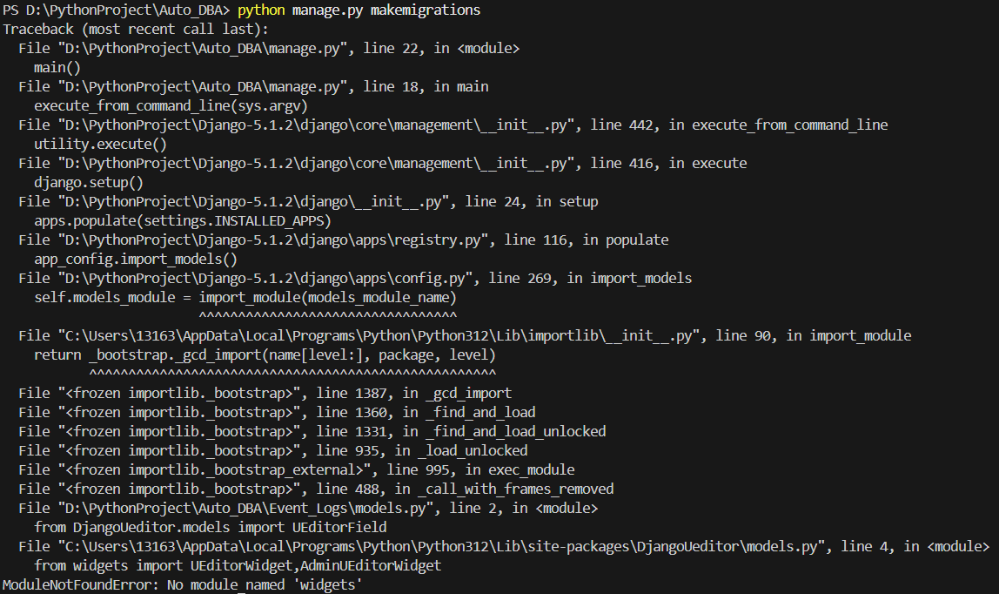 PS D:\PythonProject\Auto_DBA> python manage.py makemigrations
Traceback (most recent call last):
  File "D:\PythonProject\Auto_DBA\manage.py", line 22, in <module>
    main()
  File "D:\PythonProject\Auto_DBA\manage.py", line 18, in main
    execute_from_command_line(sys.argv)
  File "D:\PythonProject\Django-5.1.2\django\core\management\__init__.py", line 442, in execute_from_command_line
    utility.execute()
  File "D:\PythonProject\Django-5.1.2\django\core\management\__init__.py", line 416, in execute
    django.setup()
  File "D:\PythonProject\Django-5.1.2\django\__init__.py", line 24, in setup
    apps.populate(settings.INSTALLED_APPS)
  File "D:\PythonProject\Django-5.1.2\django\apps\registry.py", line 116, in populate
    app_config.import_models()
  File "D:\PythonProject\Django-5.1.2\django\apps\config.py", line 269, in import_models
    self.models_module = import_module(models_module_name)
                         ^^^^^^^^^^^^^^^^^^^^^^^^^^^^^^^^^
  File "C:\Users\13163\AppData\Local\Programs\Python\Python312\Lib\importlib\__init__.py", line 90, in import_module
    return _bootstrap._gcd_import(name[level:], package, level)
           ^^^^^^^^^^^^^^^^^^^^^^^^^^^^^^^^^^^^^^^^^^^^^^^^^^^^
  File "<frozen importlib._bootstrap>", line 1387, in _gcd_import
  File "<frozen importlib._bootstrap>", line 1360, in _find_and_load
  File "<frozen importlib._bootstrap>", line 1331, in _find_and_load_unlocked
  File "<frozen importlib._bootstrap>", line 935, in _load_unlocked
  File "<frozen importlib._bootstrap_external>", line 995, in exec_module
  File "<frozen importlib._bootstrap>", line 488, in _call_with_frames_removed
  File "D:\PythonProject\Auto_DBA\Event_Logs\models.py", line 2, in <module>
    from DjangoUeditor.models import UEditorField
  File "C:\Users\13163\AppData\Local\Programs\Python\Python312\Lib\site-packages\DjangoUeditor\models.py", line 4, in <module>
    from widgets import UEditorWidget,AdminUEditorWidget
ModuleNotFoundError: No module named 'widgets'